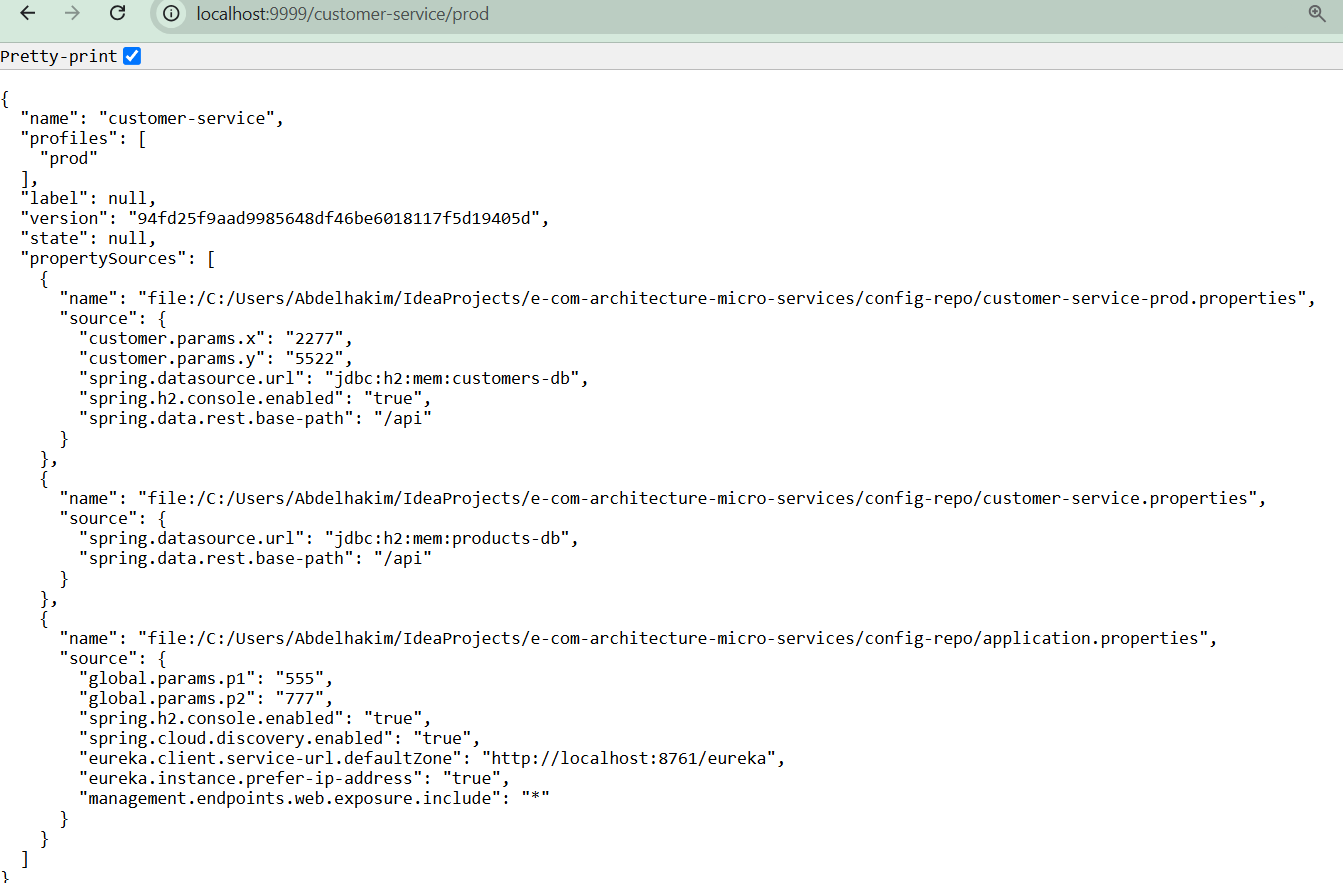 localhost:9999/customer-service/prod
Pretty-print
{
  "name": "customer-service",
  "profiles": [
    "prod"
  ],
  "label": null,
  "version": "94fd25f9aad9985648df46be6018117f5d19405d",
  "state": null,
  "propertySources": [
    {
      "name": "file:/C:/Users/Abdelhakim/IdeaProjects/e-com-architecture-micro-services/config-repo/customer-service-prod.properties",
      "source": {
        "customer.params.x": "2277",
        "customer.params.y": "5522",
        "spring.datasource.url": "jdbc:h2:mem:customers-db",
        "spring.h2.console.enabled": "true",
        "spring.data.rest.base-path": "/api"
      }
    },
    {
      "name": "file:/C:/Users/Abdelhakim/IdeaProjects/e-com-architecture-micro-services/config-repo/customer-service.properties",
      "source": {
        "spring.datasource.url": "jdbc:h2:mem:products-db",
        "spring.data.rest.base-path": "/api"
      }
    },
    {
      "name": "file:/C:/Users/Abdelhakim/IdeaProjects/e-com-architecture-micro-services/config-repo/application.properties",
      "source": {
        "global.params.p1": "555",
        "global.params.p2": "777",
        "spring.h2.console.enabled": "true",
        "spring.cloud.discovery.enabled": "true",
        "eureka.client.service-url.defaultZone": "http://localhost:8761/eureka",
        "eureka.instance.prefer-ip-address": "true",
        "management.endpoints.web.exposure.include": "*"
      }
    }
  ]
}